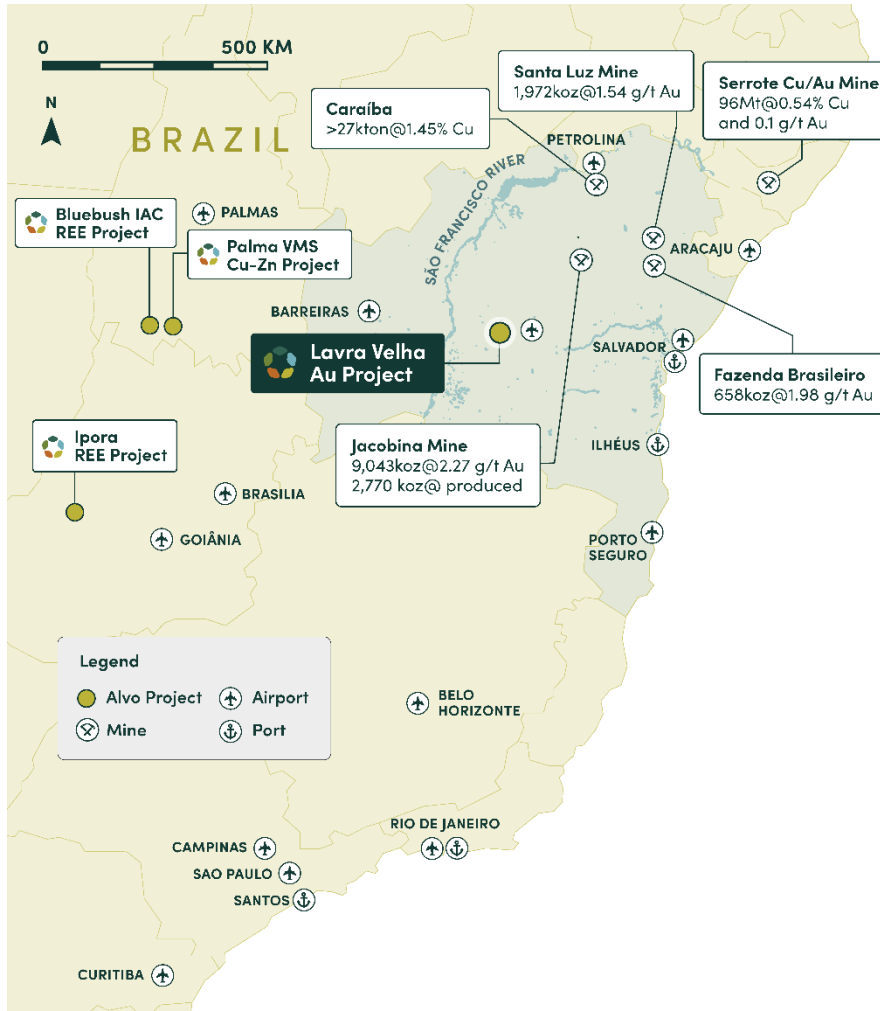 0
500 KM
N
BRAZIL
Caraíba
>27kton@1.45% Cu
Santa Luz Mine
1,972koz@1.54 g/t Au
Serrote Cu/Au Mine
96Mt@0.54% Cu
and 0.1 g/t Au
PETROLINA
SÃO FRANCISCO RIVER
Bluebush IAC
REE Project
PALMAS
Palma VMS
Cu-Zn Project
ARACAJU
BARREIRAS
Lavra Velha
Au Project
SALVADOR
Fazenda Brasileiro
658koz@1.98 g/t Au
Ipora
REE Project
Jacobina Mine
9,043koz@2.27 g/t Au
2,770 koz@ produced
ILHÉUS
BRASILIA
GOIÂNIA
PORTO
SEGURO
Legend
Alvo Project
Airport
Mine
Port
BELO
HORIZONTE
RIO DE JANEIRO
CAMPINAS
SAO PAULO
SANTOS
CURITIBA